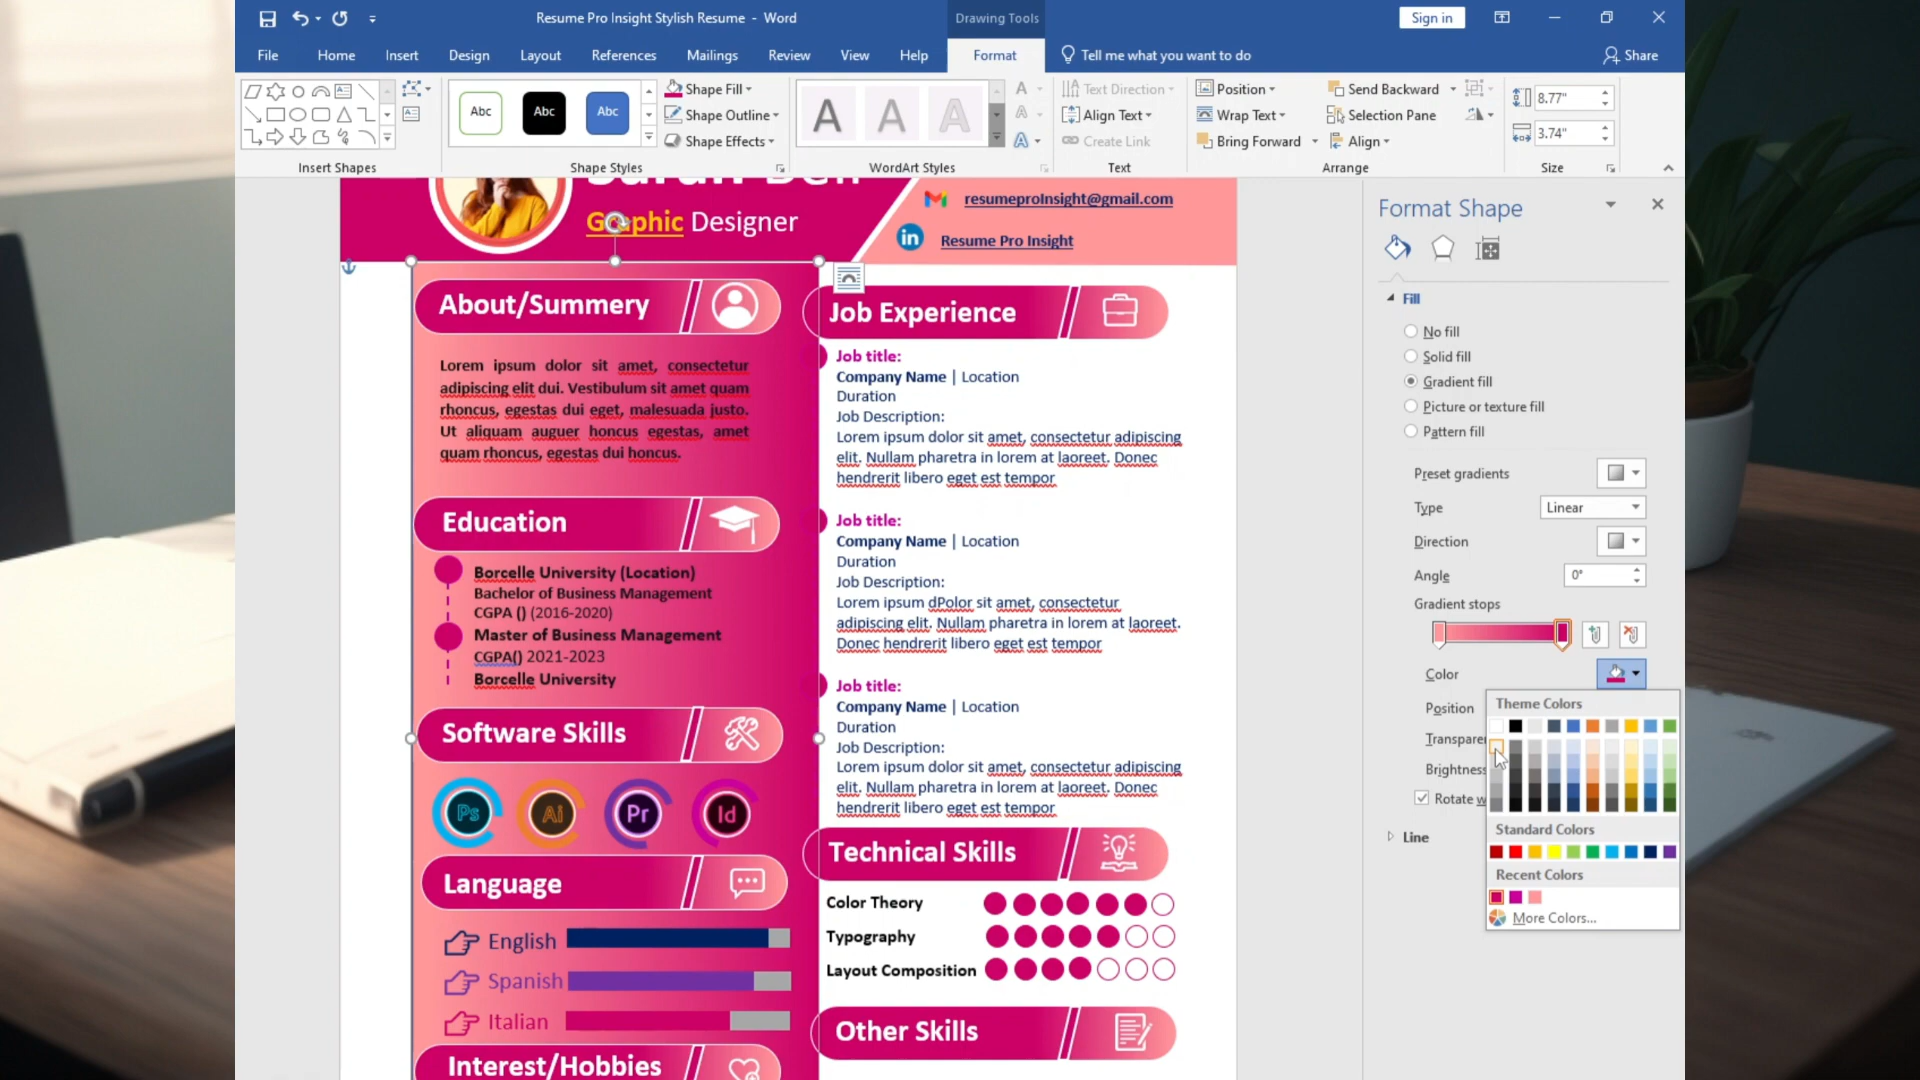 Resume Pro Insight Stylish Resume - Word
Drawing Tools
Sign in
File
Home
Insert
Design
Layout
References
Mailings
Review
View
Help
Format
Tell me what you want to do
Share
Abc
Abc
Abc
Shape Fill
Shape Outline
Shape Effects
A
A
A
A
A
A
Text Direction
Align Text
Create Link
Position
Wrap Text
Bring Forward
Send Backward
Selection Pane
Align
8.77"
3.74"
Insert Shapes
Shape Styles
WordArt Styles
Text
Arrange
Size
Sarah Bell
Graphic Designer
resumeproInsight@gmail.com
in
Resume Pro Insight
About/Summery
Lorem ipsum dolor sit amet, consectetur
adipiscing elit dui. Vestibulum sit amet quam
rhoncus, egestas dui eget, malesuada justo.
Ut aliquam auguer honcus egestas, amet
quam rhoncus, egestas dui honcus.
Education
Borcelle University (Location)
Bachelor of Business Management
CGPA () (2016-2020)
Master of Business Management
CGPA() 2021-2023
Borcelle University
Software Skills
Ps
Ai
Pr
Id
Language
English
Spanish
Italian
Interest/Hobbies
Job Experience
Job title:
Company Name | Location
Duration
Job Description:
Lorem ipsum dolor sit amet, consectetur adipiscing
elit. Nullam pharetra in lorem at laoreet. Donec
hendrerit libero eget est tempor
Job title:
Company Name | Location
Duration
Job Description:
Lorem ipsum dPolor sit amet, consectetur
adipiscing elit. Nullam pharetra in lorem at laoreet.
Donec hendrerit libero eget est tempor
Job title:
Company Name | Location
Duration
Job Description:
Lorem ipsum dolor sit amet, consectetur adipiscing
elit. Nullam pharetra in lorem at laoreet. Donec
hendrerit libero eget est tempor
Technical Skills
Color Theory
Typography
Layout Composition
Other Skills
Format Shape
Fill
No fill
Solid fill
Gradient fill
Picture or texture fill
Pattern fill
Preset gradients
Type
Linear
Direction
Angle
0°
Gradient stops
Color
Position
Transparen
Brightness
Rotate w
Line
Theme Colors
Standard Colors
Recent Colors
More Colors...